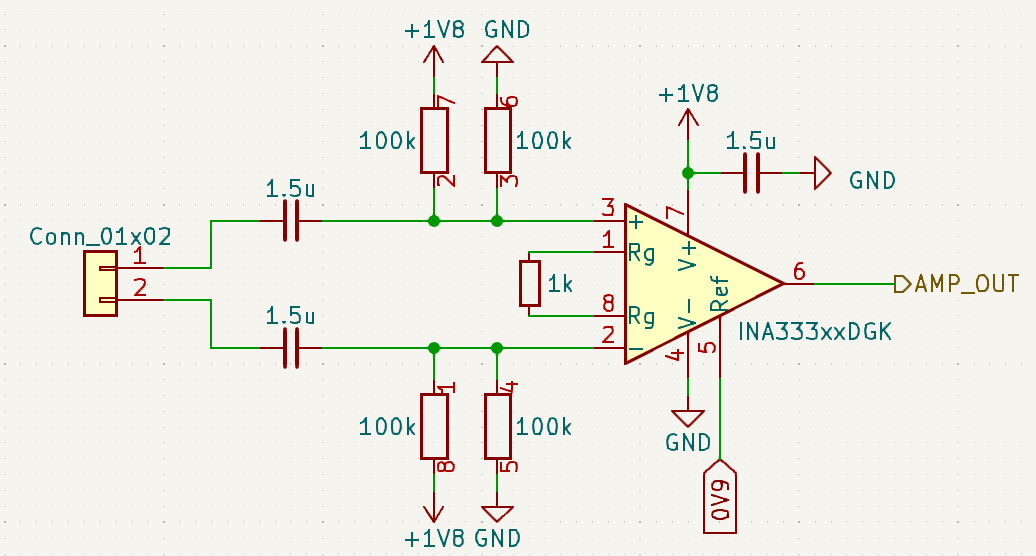 +1V8 GND
+1V8
7
6
100k
100k
1.5u
2
3
1.5u
GND
Conn_01x02
1
2
3
+
1
Rg
7
V+
1k
6
AMP_OUT
8
Rg
2
-
V-
Ref
INA333xxDGK
1.5u
4
5
1
4
100k
100k
GND
8
5
0V9
+1V8 GND